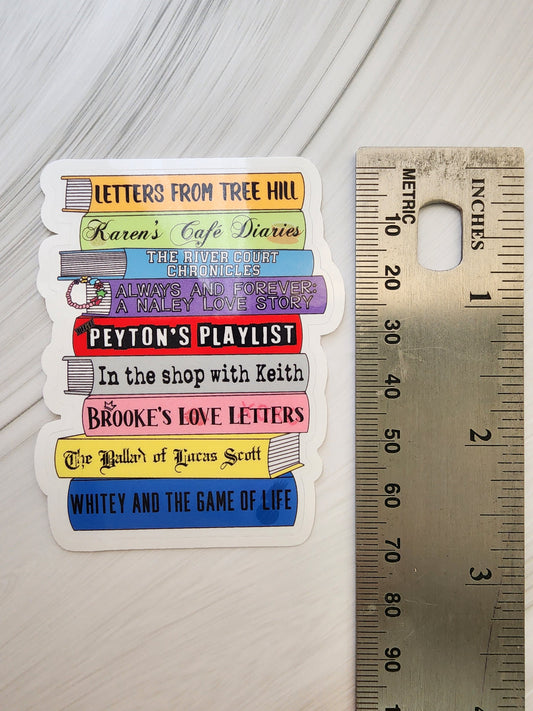 LETTERS FROM TREE HILL
Karen's Café Diaries
THE RIVER COURT
CHRONICLES
ALWAYS AND FOREVER:
A NALEY LOVE STORY
PEYTON'S PLAYLIST
In the shop with Keith
BROOKE'S LOVE LETTERS
The Ballad of Lucas Scott
WHITEY AND THE GAME OF LIFE
METRIC
10
20
30
40
50
60
70
80
90
INCHES
1
2
3